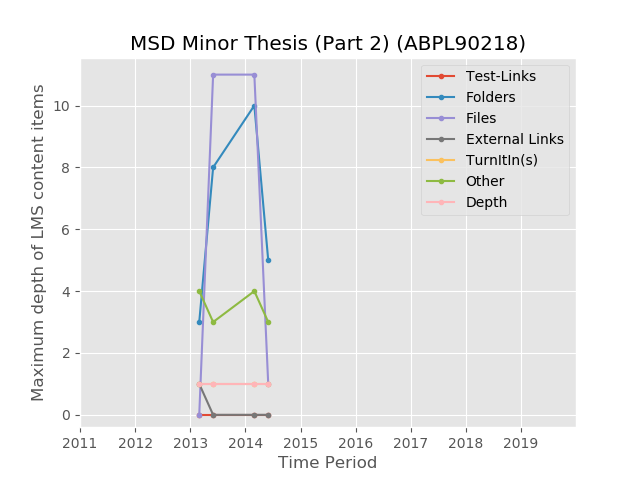 MSD Minor Thesis (Part 2) (ABPL90218)
Test-Links
Folders
Files
External Links
TurnItIn(s)
Other
Depth
Maximum depth of LMS content items
10
8
6
4
2
0
2011 2012 2013 2014 2015 2016 2017 2018 2019
Time Period